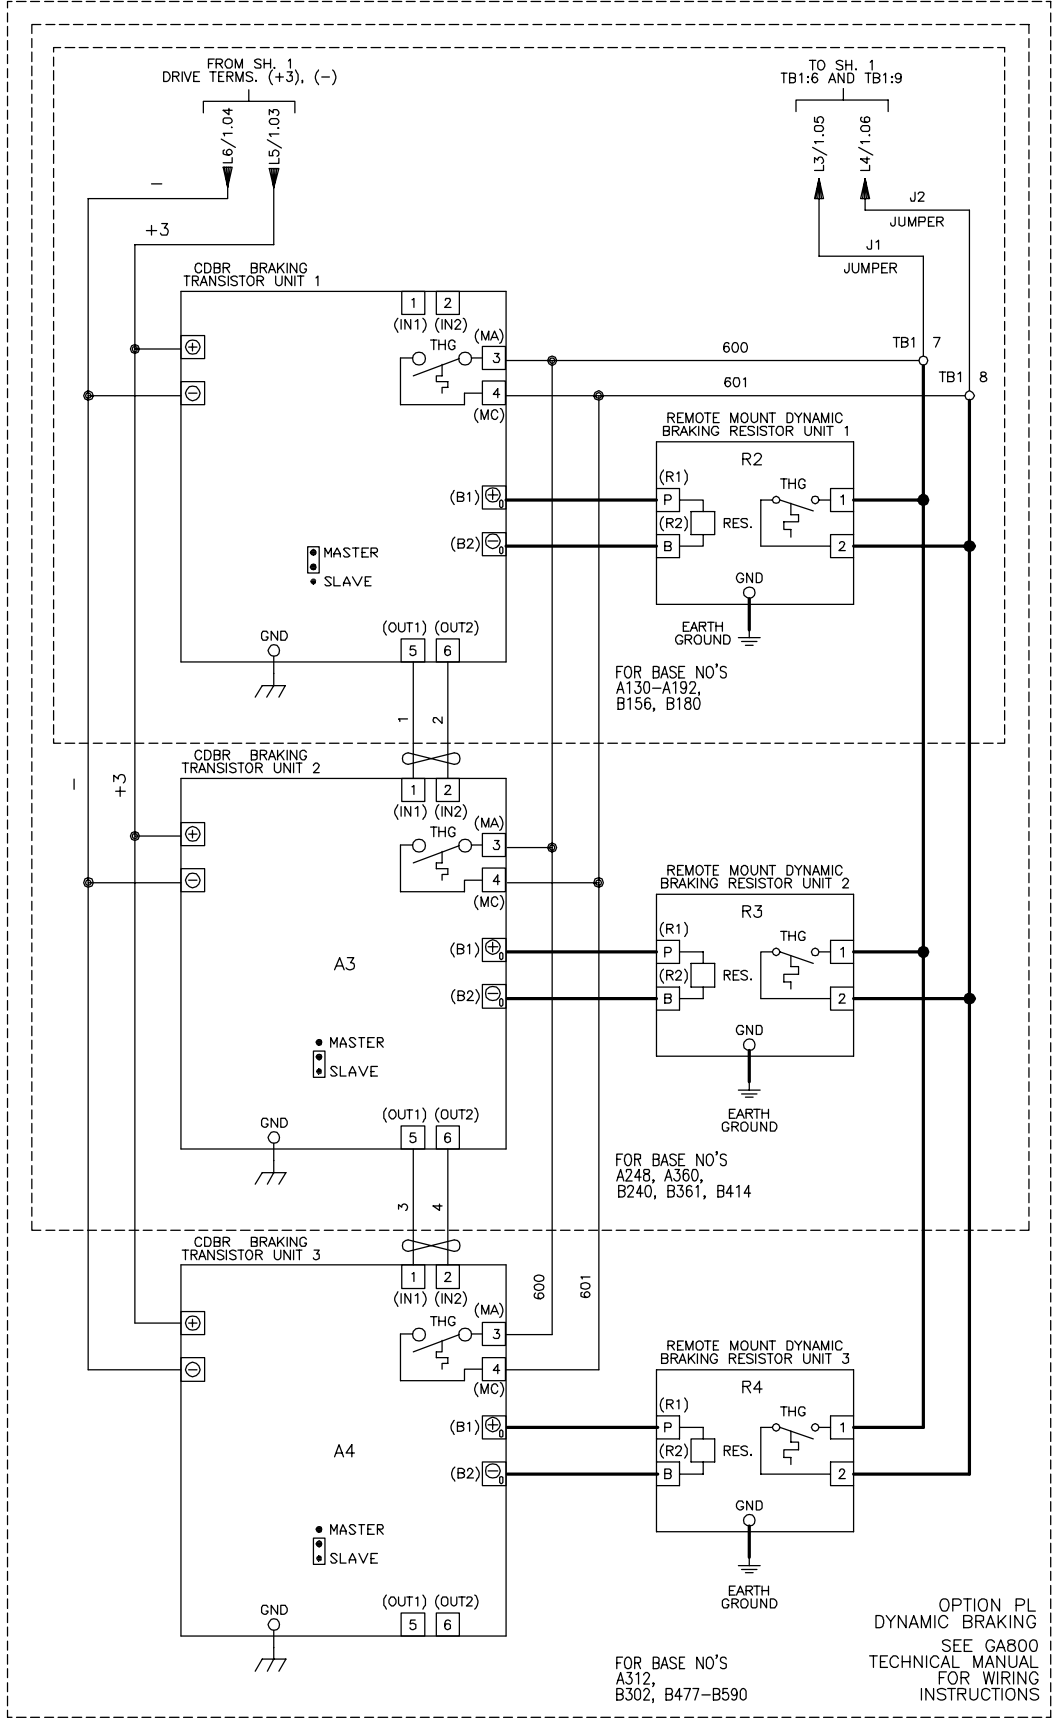 FROM SH. 1
DRIVE TERMS. (+3), (−)
L6/1.04
L5/1.03
−
+3
TO SH. 1
TB1:6 AND TB1:9
L3/1.05
L4/1.06
J2
JUMPER
J1
JUMPER
CDBR BRAKING
TRANSISTOR UNIT 1
1 2
(IN1) (IN2)
THG
(MA)
3
4
(MC)
600
601
TB1 7
TB1 8
+
−
(B1) + 0
(B2) − 0
MASTER
SLAVE
GND
(OUT1) (OUT2)
5 6
REMOTE MOUNT DYNAMIC
BRAKING RESISTOR UNIT 1
R2
(R1)
P
(R2)
B
RES.
THG
1
2
GND
EARTH
GROUND
FOR BASE NO'S
A130−A192,
B156, B180
1 2
−
+3
CDBR BRAKING
TRANSISTOR UNIT 2
1 2
(IN1) (IN2)
THG
(MA)
3
4
(MC)
+
−
A3
(B1) + 0
(B2) − 0
MASTER
SLAVE
GND
(OUT1) (OUT2)
5 6
REMOTE MOUNT DYNAMIC
BRAKING RESISTOR UNIT 2
R3
(R1)
P
(R2)
B
RES.
THG
1
2
GND
EARTH
GROUND
FOR BASE NO'S
A248, A360,
B240, B361, B414
3 4
CDBR BRAKING
TRANSISTOR UNIT 3
1 2
(IN1) (IN2)
600
601
THG
(MA)
3
4
(MC)
+
−
A4
(B1) + 0
(B2) − 0
MASTER
SLAVE
GND
(OUT1) (OUT2)
5 6
REMOTE MOUNT DYNAMIC
BRAKING RESISTOR UNIT 3
R4
(R1)
P
(R2)
B
RES.
THG
1
2
GND
EARTH
GROUND
FOR BASE NO'S
A312,
B302, B477−B590
OPTION PL
DYNAMIC BRAKING
SEE GA800
TECHNICAL MANUAL
FOR WIRING
INSTRUCTIONS